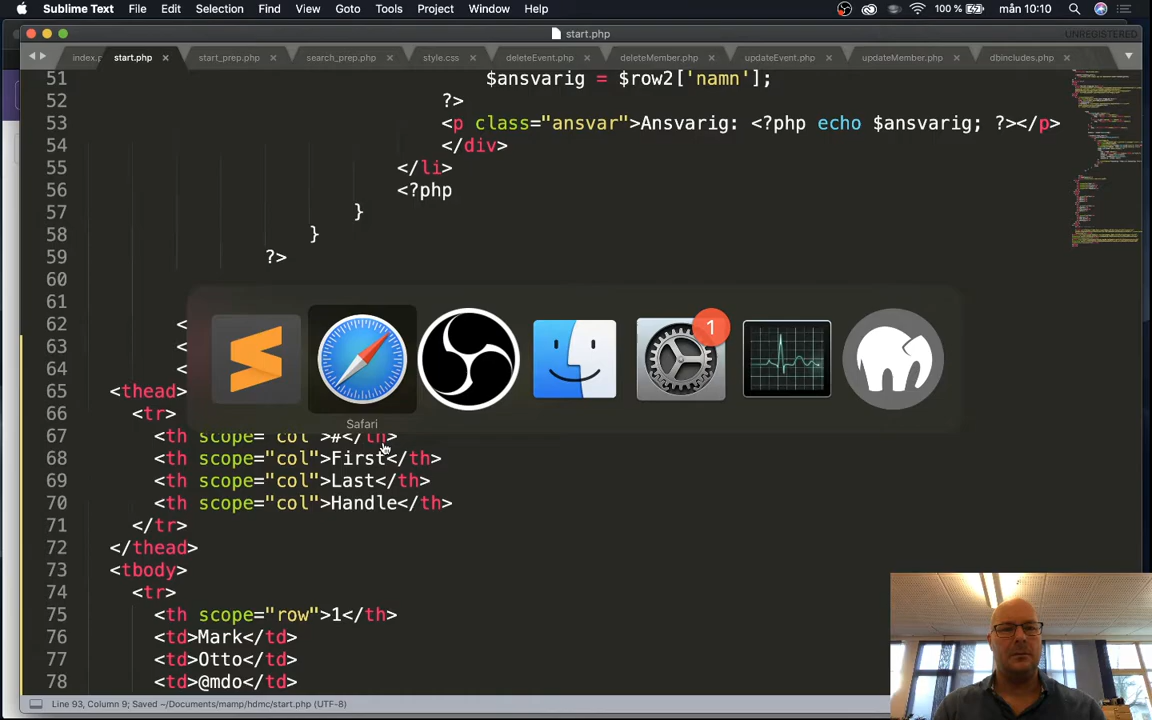 Sublime Text File Edit Selection Find View Goto Tools Project Window Help 100 % mån 10:10
start.php UNREGISTERED
index.p start.php × start_prep.php × search_prep.php × style.css × deleteEvent.php × deleteMember.php × updateEvent.php × updateMember.php × dbincludes.php ×
51 $ansvarig = $row2['namn'];
52 ?>
53 <p class="ansvar">Ansvarig: <?php echo $ansvarig; ?></p>
54 </div>
55 </li>
56 <?php
57 }
58 }
59 ?>
60
61
62 <
63 <
64 <
1
Safari
65 <thead>
66 <tr>
67 <th scope="col">#</th>
68 <th scope="col">First</th>
69 <th scope="col">Last</th>
70 <th scope="col">Handle</th>
71 </tr>
72 </thead>
73 <tbody>
74 <tr>
75 <th scope="row">1</th>
76 <td>Mark</td>
77 <td>Otto</td>
78 <td>@mdo</td>
Line 93, Column 9; Saved ~/Documents/mamp/hdmc/start.php (UTF-8)